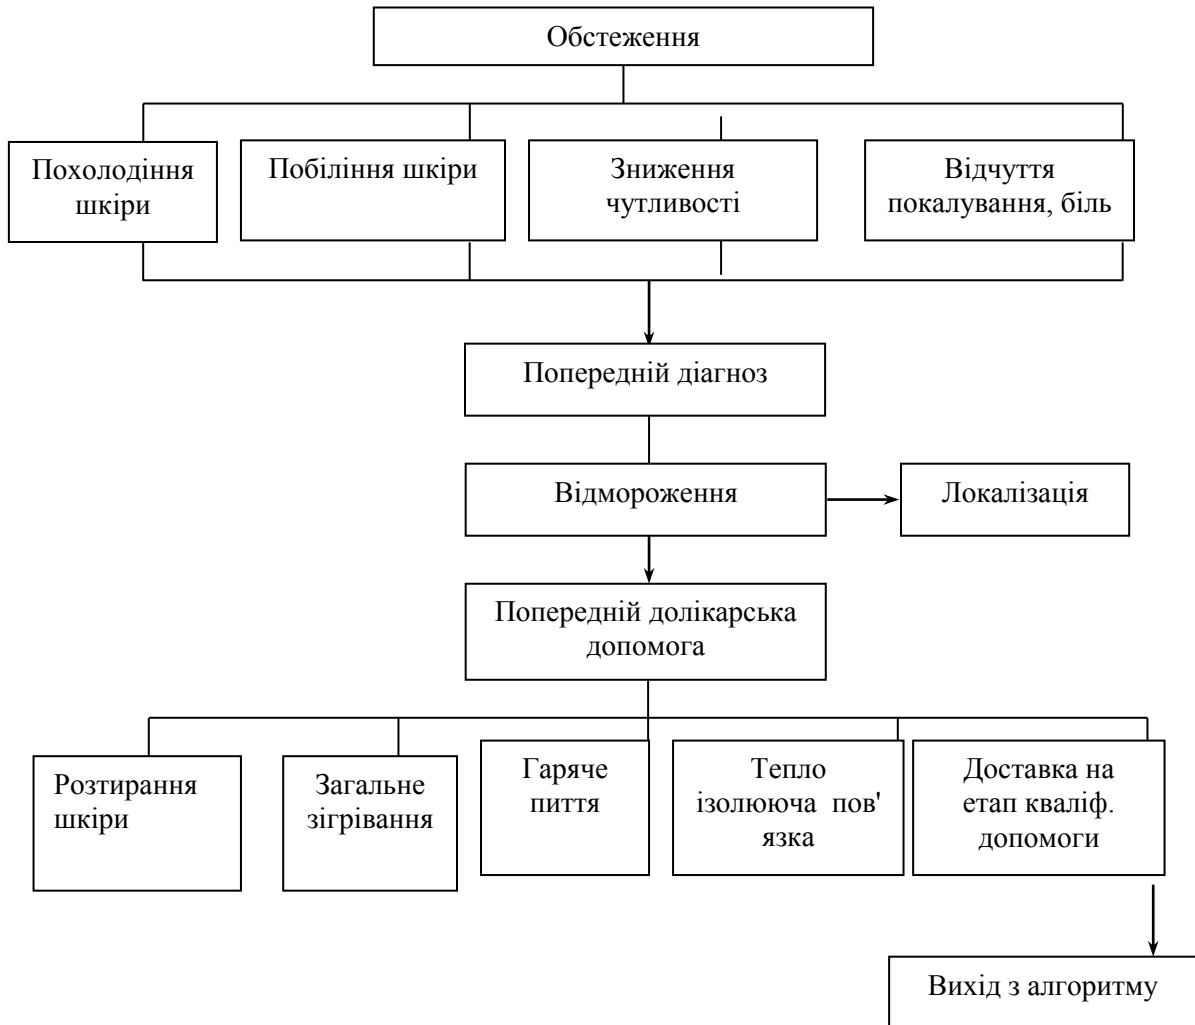 Обстеження
Похолодіння
шкіри
Побіління шкіри
Зниження
чутливості
Відчуття
покалування, біль
Попередній діагноз
Відмороження
Локалізація
Попередній долікарська
допомога
Розтирання
шкіри
Загальне
зігрівання
Гаряче
пиття
Тепло
ізолююча пов'
язка
Доставка на
етап кваліф.
допомоги
Вихід з алгоритму